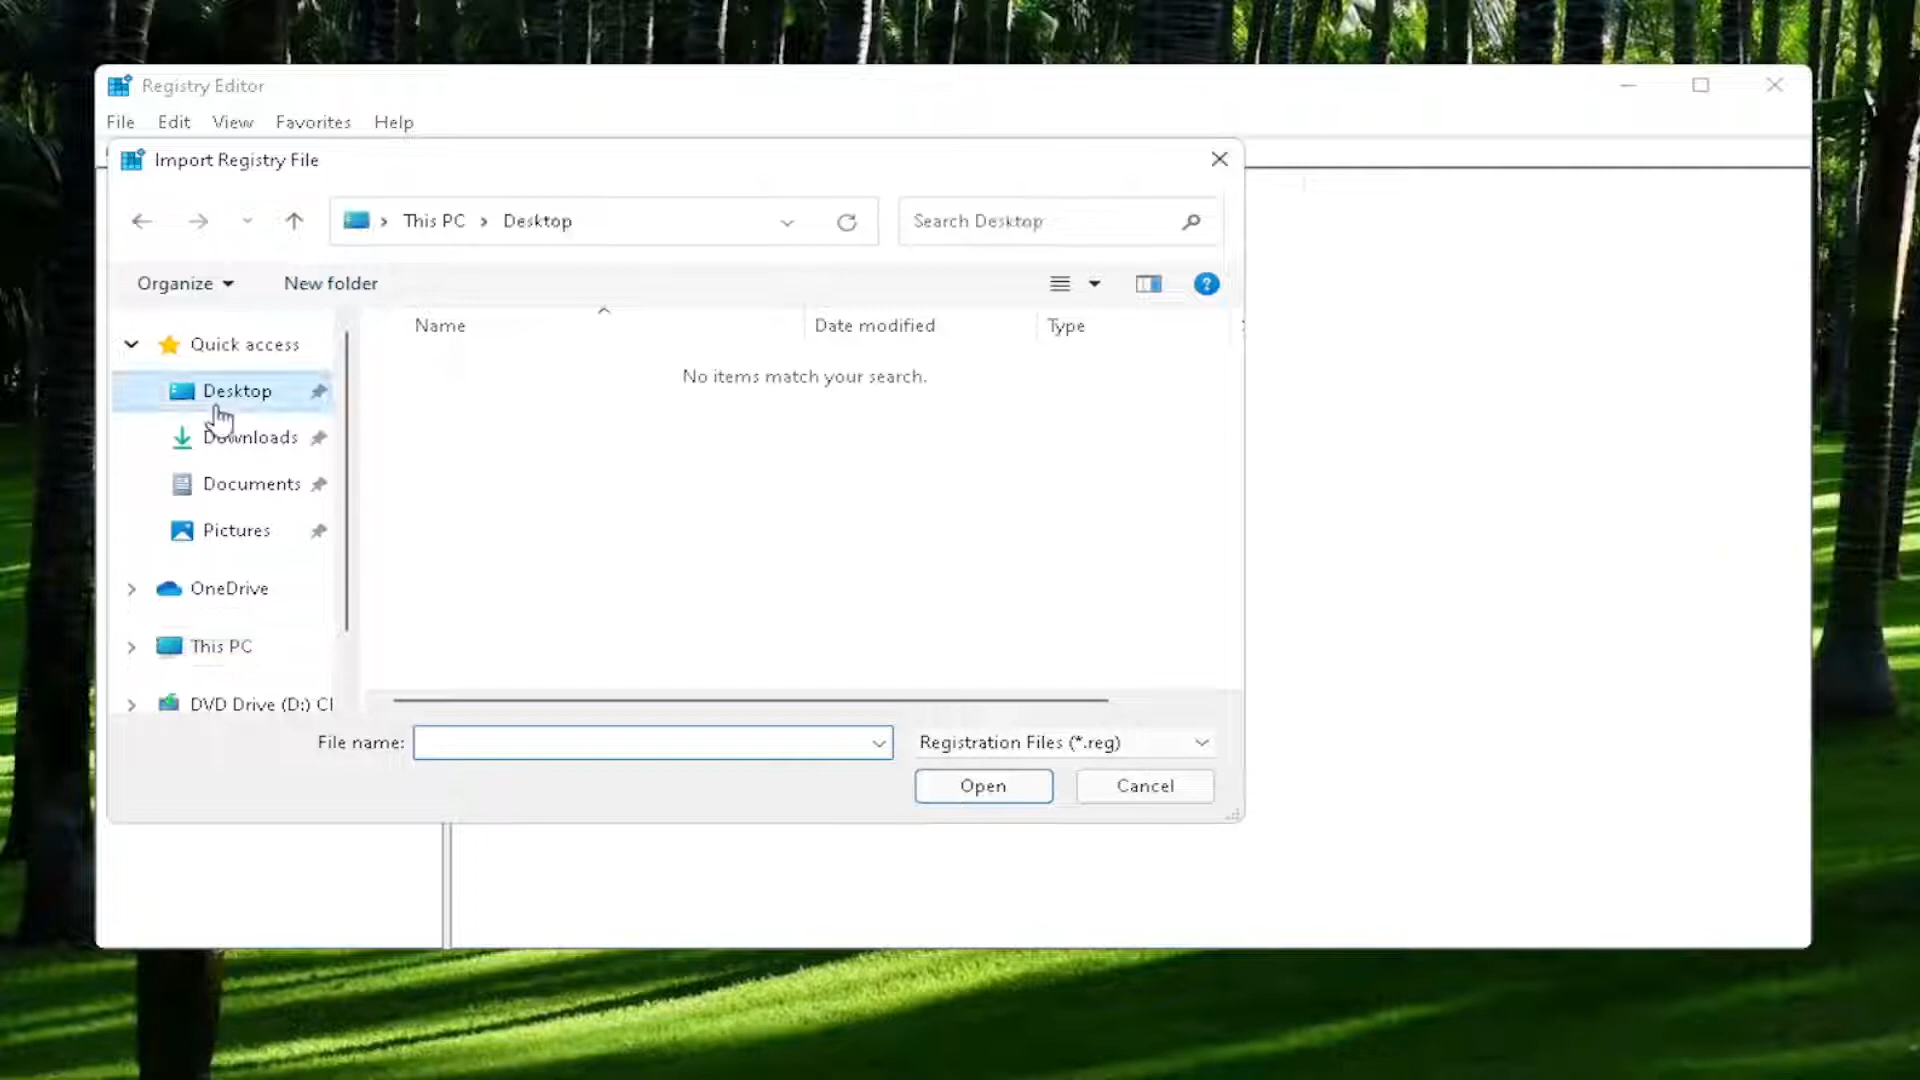 Registry Editor
File Edit View Favorites Help
Import Registry File
This PC Desktop
Search Desktop
Organize New folder
?
Name Date modified Type
No items match your search.
Quick access
Desktop
Downloads
Documents
Pictures
OneDrive
This PC
DVD Drive (D:)
File name:
Registration Files (*.reg)
Open Cancel